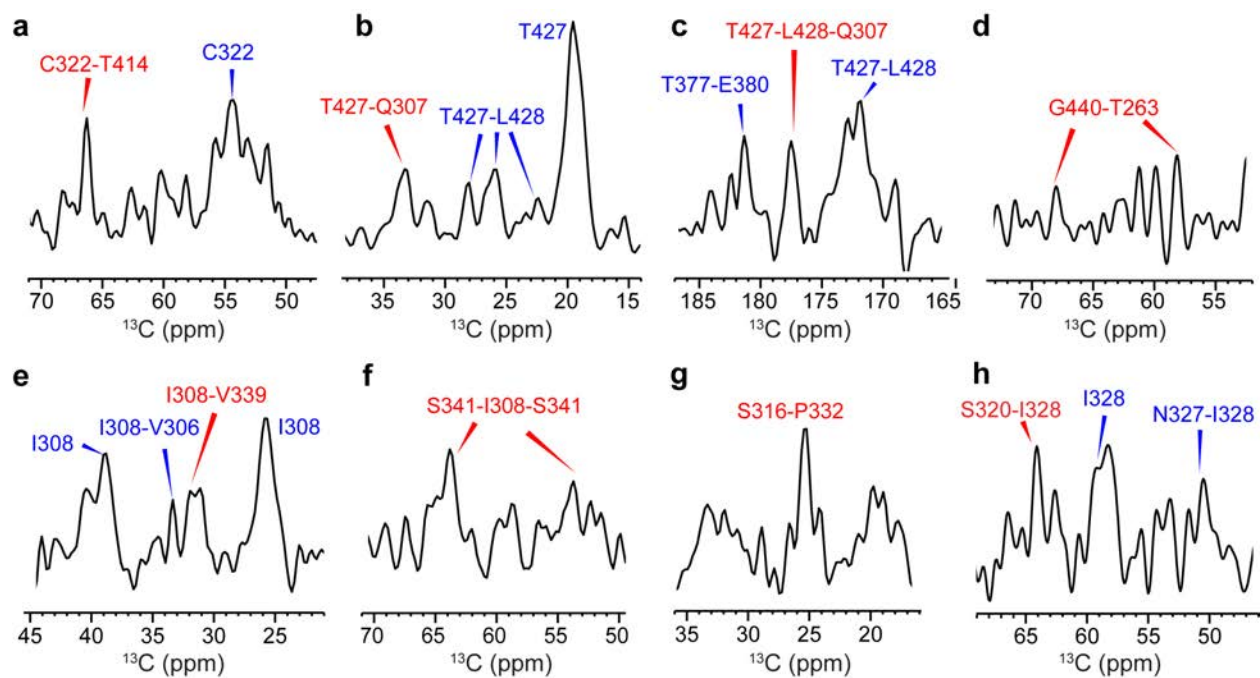 a
C322-T414
C322
70 65 60 55 50
13C (ppm)
b
T427
T427-Q307
T427-L428
35 30 25 20 15
13C (ppm)
c
T427-L428-Q307
T377-E380
T427-L428
185 180 175 170 165
13C (ppm)
d
G440-T263
70 65 60 55
13C (ppm)
e
I308-V339
I308-V306
I308
I308
45 40 35 30 25
13C (ppm)
f
S341-I308-S341
70 65 60 55 50
13C (ppm)
g
S316-P332
35 30 25 20
13C (ppm)
h
I328
S320-I328
N327-I328
65 60 55 50
13C (ppm)